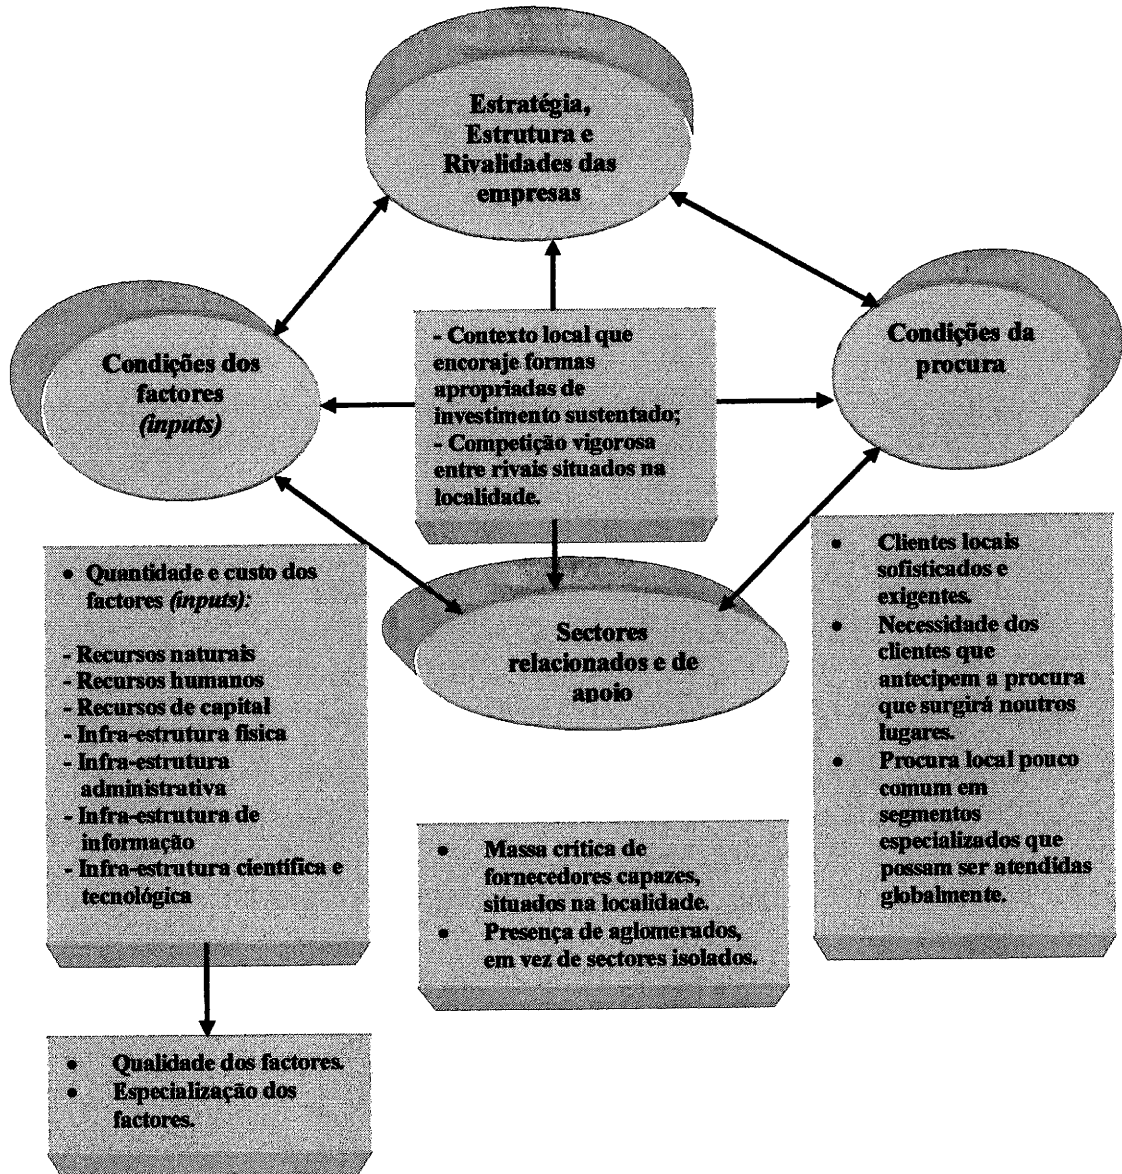 Estratégia,
Estrutura e
Rivalidades das
empresas
Condições dos
factores
(inputs)
- Contexto local que
encoraje formas
apropriadas de
investimento sustentado;
- Competição vigorosa
entre rivais situados na
localidade.
Condições da
procura
• Quantidade e custo dos
factores (inputs):
- Recursos naturais
- Recursos humanos
- Recursos de capital
- Infra-estrutura física
- Infra-estrutura
administrativa
- Infra-estrutura de
informação
- Infra-estrutura científica e
tecnológica
Sectores
relacionados e de
apoio
• Clientes locais
sofisticados e
exigentes.
• Necessidade dos
clientes que
antecipem a procura
que surgirá noutros
lugares.
• Procura local pouco
comum em
segmentos
especializados que
possam ser atendidas
globalmente.
• Massa crítica de
fornecedores capazes,
situados na localidade.
• Presença de aglomerados,
em vez de sectores isolados.
• Qualidade dos factores.
• Especialização dos
factores.